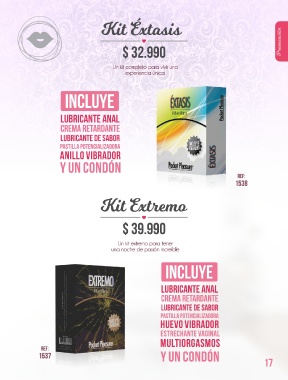 Kit Éxtasis
$ 32.990
Un kit completo para vivir una
experiencia única
INCLUYE
LUBRICANTE ANAL
CREMA RETARDANTE
LUBRICANTE DE SABOR
PASTILLA POTENCIALIZADORA
ANILLO VIBRADOR
Y UN CONDÓN
ÉXTASIS
Pocket Pleasure
ÉXTASIS
REF:
1538
Kit Extremo
$ 39.990
Un kit extremo para tener
una noche de pasión increíble
EXTREMO
Pocket Pleasure
REF:
1537
INCLUYE
LUBRICANTE ANAL
CREMA RETARDANTE
LUBRICANTE DE SABOR
PASTILLA POTENCIALIZADORA
HUEVO VIBRADOR
ESTRECHANTE VAGINAL
MULTIORGASMOS
Y UN CONDÓN
17